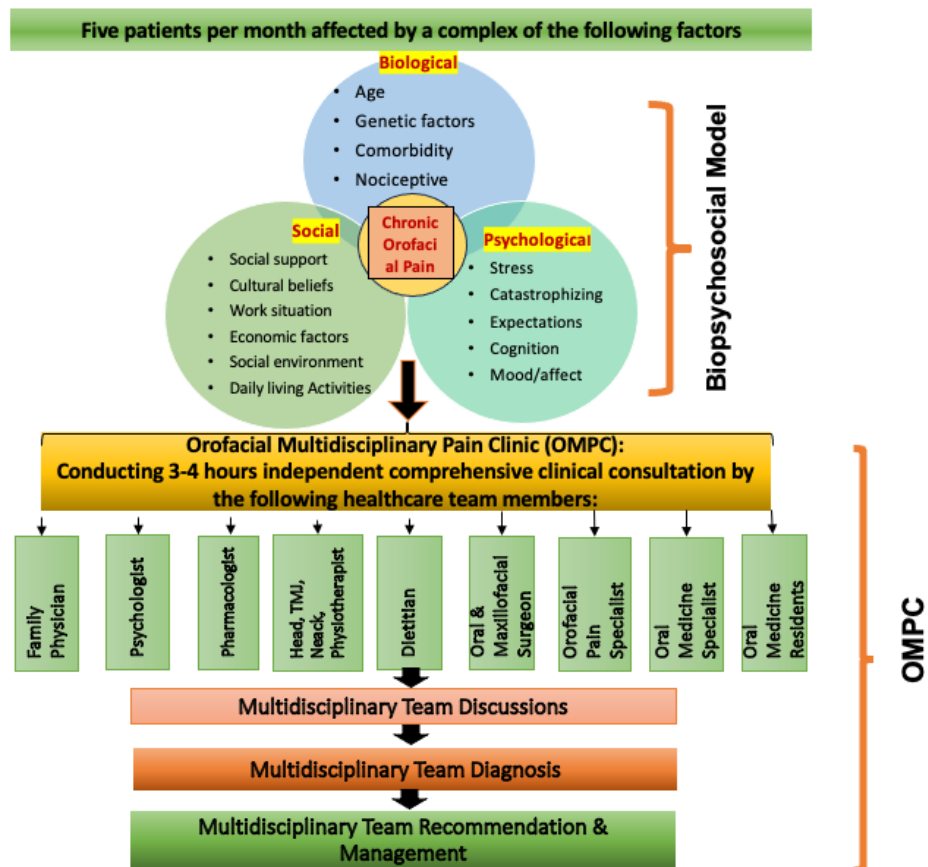 Five patients per month affected by a complex of the following factors
Biological
• Age
• Genetic factors
• Comorbidity
• Nociceptive
Chronic
Orofaci
al Pain
Social
• Social support
• Cultural beliefs
• Work situation
• Economic factors
• Social environment
• Daily living Activities
Psychological
• Stress
• Catastrophizing
• Expectations
• Cognition
• Mood/affect
Biopsychosocial Model
Orofacial Multidisciplinary Pain Clinic (OMPC):
Conducting 3-4 hours independent comprehensive clinical consultation by
the following healthcare team members:
Family
Physician
Psychologist
Pharmacologist
Head, TMJ,
Neack,
Physiotherapist
Dietitian
Oral &
Maxillofacial
Surgeon
Orofacial
Pain
Specialist
Oral
Medicine
Specialist
Oral
Medicine
Residents
OMPC
Multidisciplinary Team Discussions
Multidisciplinary Team Diagnosis
Multidisciplinary Team Recommendation &
Management